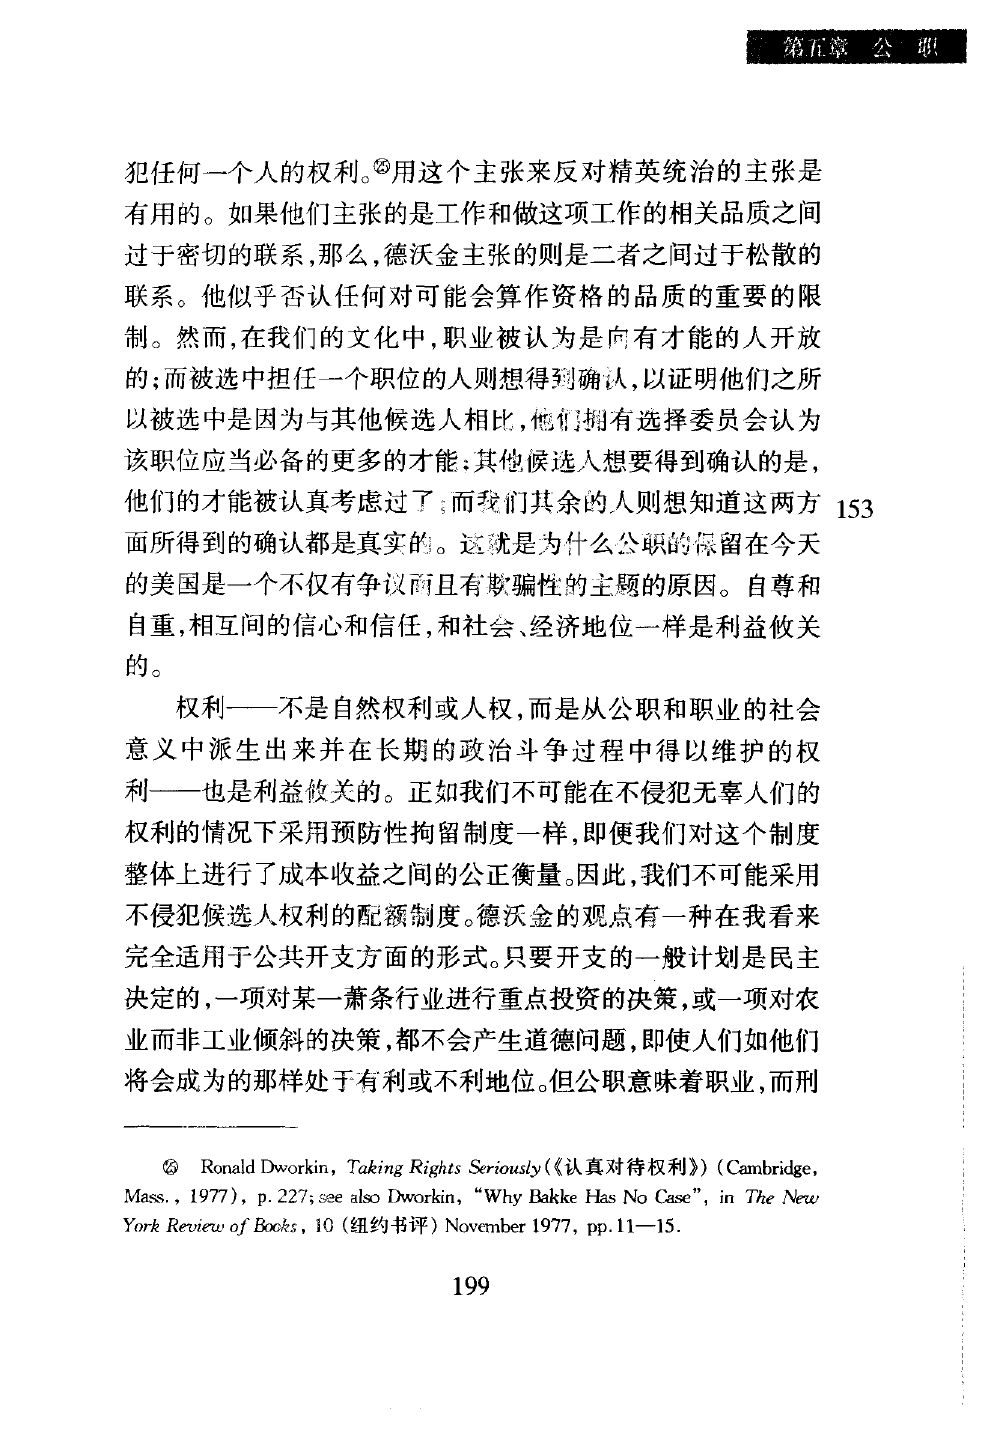 第五章 公 职
犯任何一个人的权利。㉕用这个主张来反对精英统治的主张是
有用的。如果他们主张的是工作和做这项工作的相关品质之间
过于密切的联系,那么,德沃金主张的则是二者之间过于松散的
联系。他似乎否认任何对可能会算作资格的品质的重要的限
制。然而,在我们的文化中,职业被认为是向有才能的人开放
的;而被选中担任一个职位的人则想得到确认,以证明他们之所
以被选中是因为与其他候选人相比,他们拥有选择委员会认为
该职位应当必备的更多的才能;其他候选人想要得到确认的是,
他们的才能被认真考虑过了;而我们其余的人则想知道这两方 153
面所得到的确认都是真实的。这就是为什么公职的保留在今天
的美国是一个不仅有争议而且有欺骗性的主题的原因。自尊和
自重,相互间的信心和信任,和社会、经济地位一样是利益攸关
的。
权利——不是自然权利或人权,而是从公职和职业的社会
意义中派生出来并在长期的政治斗争过程中得以维护的权
利——也是利益攸关的。正如我们不可能在不侵犯无辜人们的
权利的情况下采用预防性拘留制度一样,即便我们对这个制度
整体上进行了成本收益之间的公正衡量。因此,我们不可能采用
不侵犯候选人权利的配额制度。德沃金的观点有一种在我看来
完全适用于公共开支方面的形式。只要开支的一般计划是民主
决定的,一项对某一萧条行业进行重点投资的决策,或一项对农
业而非工业倾斜的决策,都不会产生道德问题,即使人们如他们
将会成为的那样处于有利或不利地位。但公职意味着职业,而刑
㉕ Ronald Dworkin, Taking Rights Seriously(《认真对待权利》) (Cambridge,
Mass., 1977), p.227; see also Dworkin, “Why Bakke Has No Case”, in The New
York Review of Books, 10 (纽约书评) November 1977, pp.11—15.
199